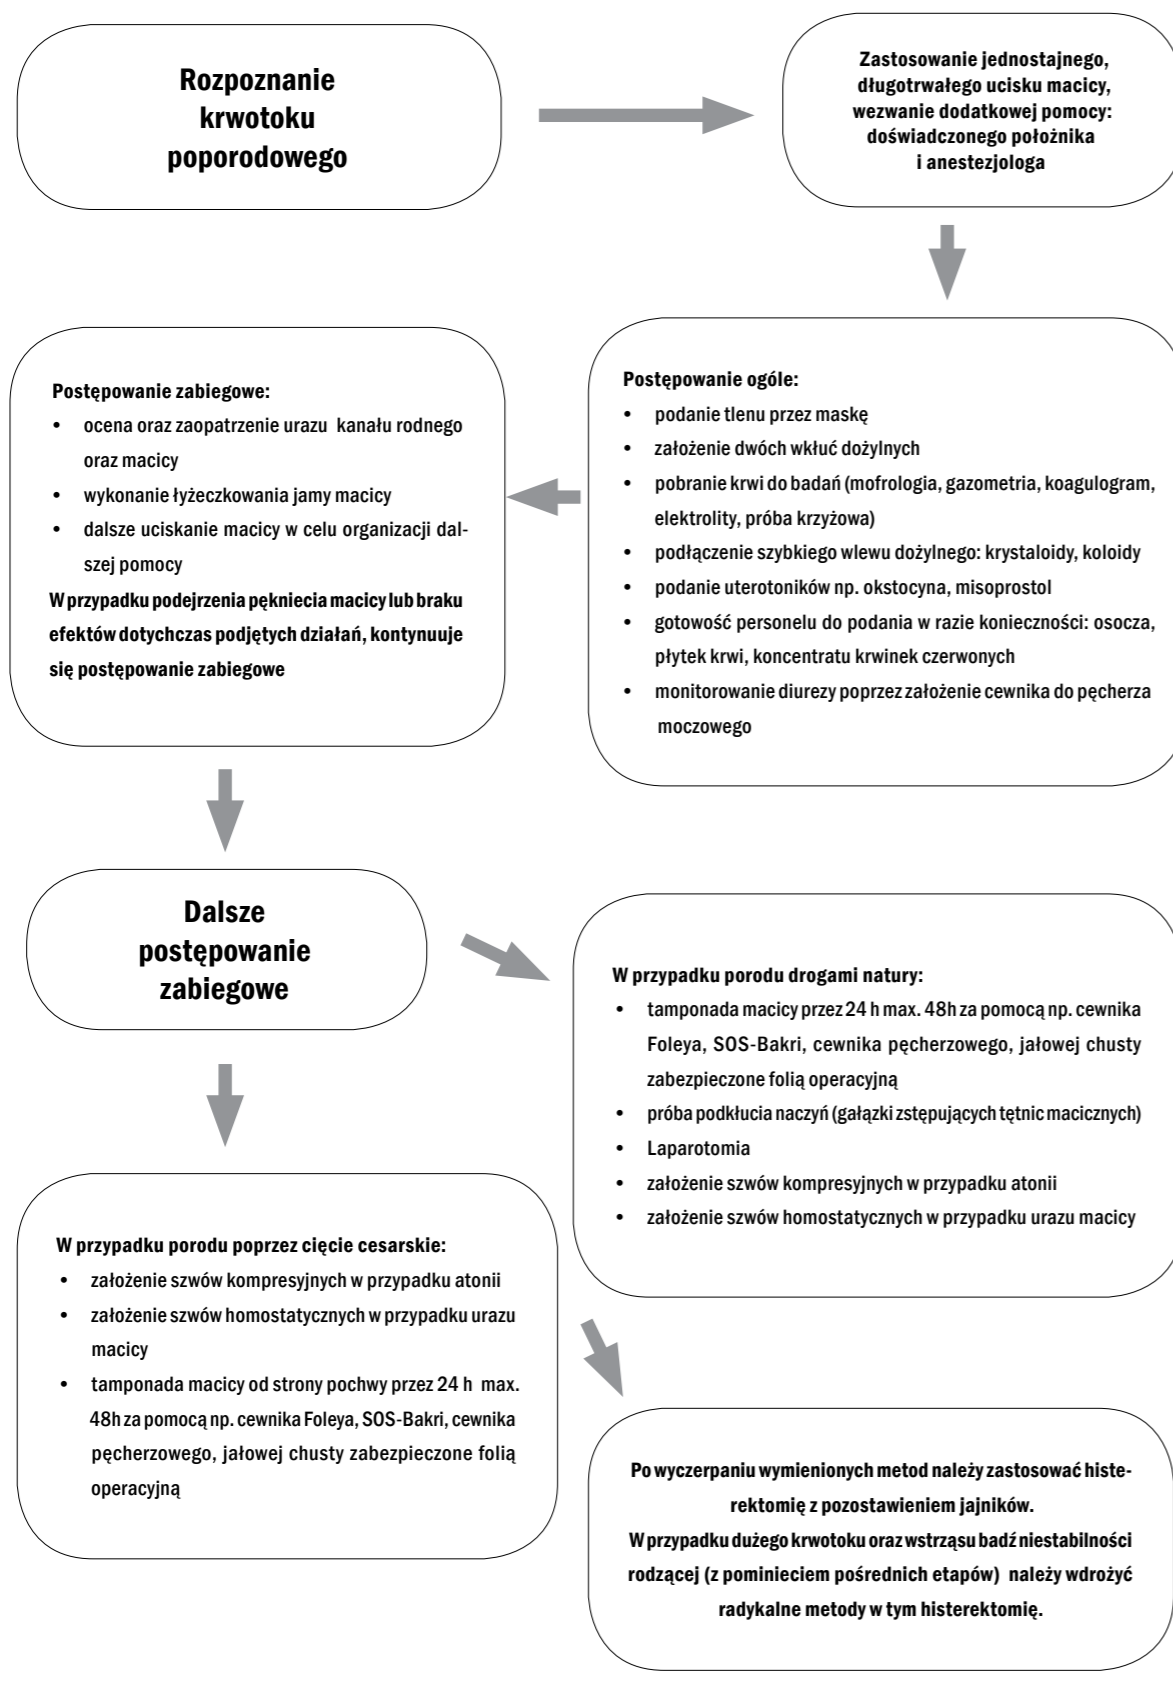 Rozpoznanie
krwotoku
poporodowego
Zastosowanie jednostajnego,
długotrwałego ucisku macicy,
wezwanie dodatkowej pomocy:
doświadczonego położnika
i anestezjologa
Postępowanie ogóle:
• podanie tlenu przez maskę
• założenie dwóch wkłuć dożylnych
• pobranie krwi do badań (mofrologia, gazometria, koagulogram,
elektrolity, próba krzyżowa)
• podłączenie szybkiego wlewu dożylnego: krystaloidy, koloidy
• podanie uterotoników np. okstocyna, misoprostol
• gotowość personelu do podania w razie konieczności: osocza,
płytek krwi, koncentratu krwinek czerwonych
• monitorowanie diurezy poprzez założenie cewnika do pęcherza
moczowego
Postępowanie zabiegowe:
• ocena oraz zaopatrzenie urazu kanału rodnego
oraz macicy
• wykonanie łyżeczkowania jamy macicy
• dalsze uciskanie macicy w celu organizacji dal-
szej pomocy
W przypadku podejrzenia pękniecia macicy lub braku
efektów dotychczas podjętych działań, kontynuuje
się postępowanie zabiegowe
Dalsze
postępowanie
zabiegowe
W przypadku porodu drogami natury:
• tamponada macicy przez 24 h max. 48h za pomocą np. cewnika
Foleya, SOS-Bakri, cewnika pęcherzowego, jałowej chusty
zabezpieczone folią operacyjną
• próba podkłucia naczyń (gałązki zstępujących tętnic macicznych)
• Laparotomia
• założenie szwów kompresyjnych w przypadku atonii
• założenie szwów homostatycznych w przypadku urazu macicy
W przypadku porodu poprzez cięcie cesarskie:
• założenie szwów kompresyjnych w przypadku atonii
• założenie szwów homostatycznych w przypadku urazu
macicy
• tamponada macicy od strony pochwy przez 24 h max.
48h za pomocą np. cewnika Foleya, SOS-Bakri, cewnika
pęcherzowego, jałowej chusty zabezpieczone folią
operacyjną
Po wyczerpaniu wymienionych metod należy zastosować histe-
rektomię z pozostawieniem jajników.
W przypadku dużego krwotoku oraz wstrząsu badź niestabilności
rodzącej (z pominieciem pośrednich etapów) należy wdrożyć
radykalne metody w tym histerektomię.